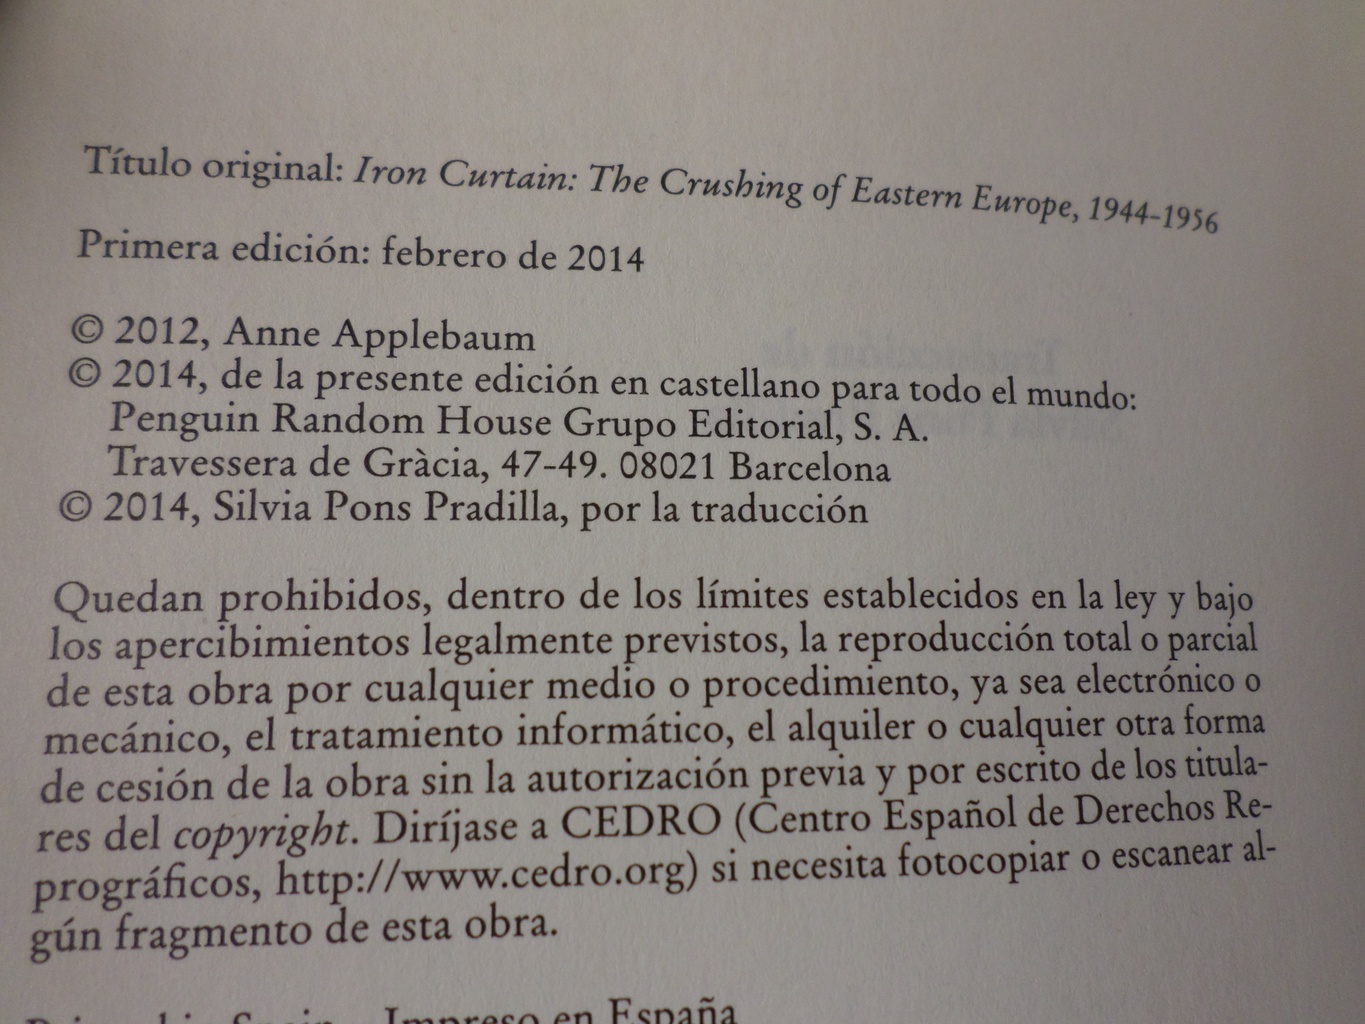 Título original: Iron Curtain: The Crushing of Eastern Europe, 1944-1956
Primera edición: febrero de 2014
© 2012, Anne Applebaum
© 2014, de la presente edición en castellano para todo el mundo:
Penguin Random House Grupo Editorial, S. A.
Travessera de Gràcia, 47-49. 08021 Barcelona
© 2014, Silvia Pons Pradilla, por la traducción
Quedan prohibidos, dentro de los límites establecidos en la ley y bajo
los apercibimientos legalmente previstos, la reproducción total o parcial
de esta obra por cualquier medio o procedimiento, ya sea electrónico o
mecánico, el tratamiento informático, el alquiler o cualquier otra forma
de cesión de la obra sin la autorización previa y por escrito de los titula-
res del copyright. Diríjase a CEDRO (Centro Español de Derechos Re-
prográficos, http://www.cedro.org) si necesita fotocopiar o escanear al-
gún fragmento de esta obra.
Printed in Spain – Impreso en España